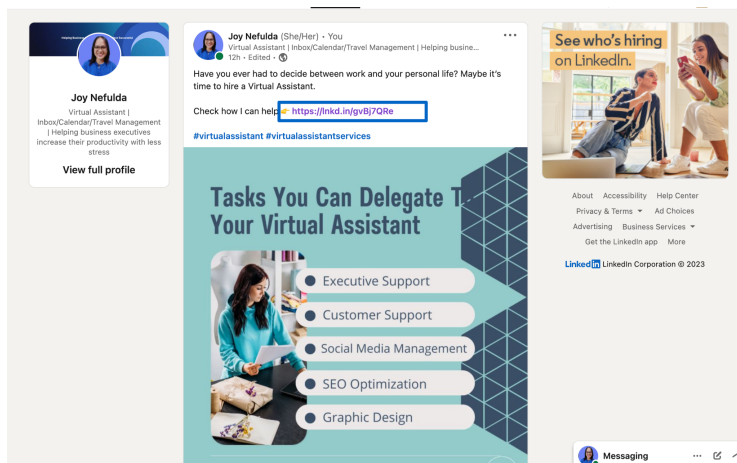 Helping business
Joy Nefulda
Virtual Assistant |
Inbox/Calendar/Travel Management
| Helping business executives
increase their productivity with less
stress
View full profile
Joy Nefulda (She/Her) • You
Virtual Assistant | Inbox/Calendar/Travel Management | Helping busine...
12h • Edited •
Have you ever had to decide between work and your personal life? Maybe it's
time to hire a Virtual Assistant.
Check how I can help👉 https://lnkd.in/gvBj7QRe
#virtualassistant #virtualassistantservices
Tasks You Can Delegate T
Your Virtual Assistant
Executive Support
Customer Support
Social Media Management
SEO Optimization
Graphic Design
See who's hiring
on LinkedIn.
About Accessibility Help Center
Privacy & Terms Ad Choices
Advertising Business Services
Get the LinkedIn app More
LinkedIn LinkedIn Corporation © 2023
Messaging